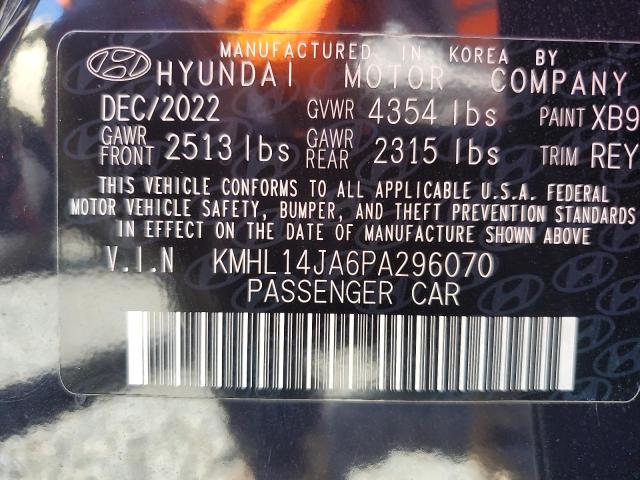 MANUFACTURED IN KOREA BY
HYUNDAI MOTOR COMPANY
DEC/2022 GVWR 4354 lbs PAINT XB9
GAWR FRONT 2513 lbs GAWR REAR 2315 lbs TRIM REY
THIS VEHICLE CONFORMS TO ALL APPLICABLE U.S.A. FEDERAL
MOTOR VEHICLE SAFETY, BUMPER, AND THEFT PREVENTION STANDARDS
IN EFFECT ON THE DATE OF MANUFACTURE SHOWN ABOVE
V.I.N KMHL14JA6PA296070
PASSENGER CAR